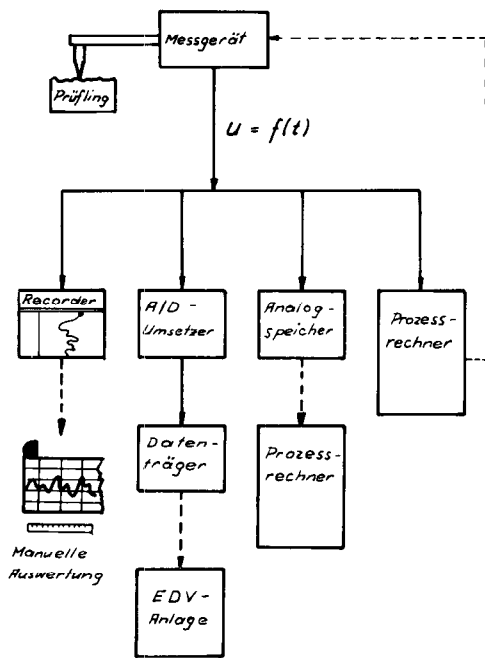 Messgerät
Prüfling
u = f(t)
Recorder
A/D-
Umsetzer
Analog-
speicher
Prozess-
rechner
Daten-
träger
Prozess-
rechner
Manuelle
Auswertung
EDV-
Anlage